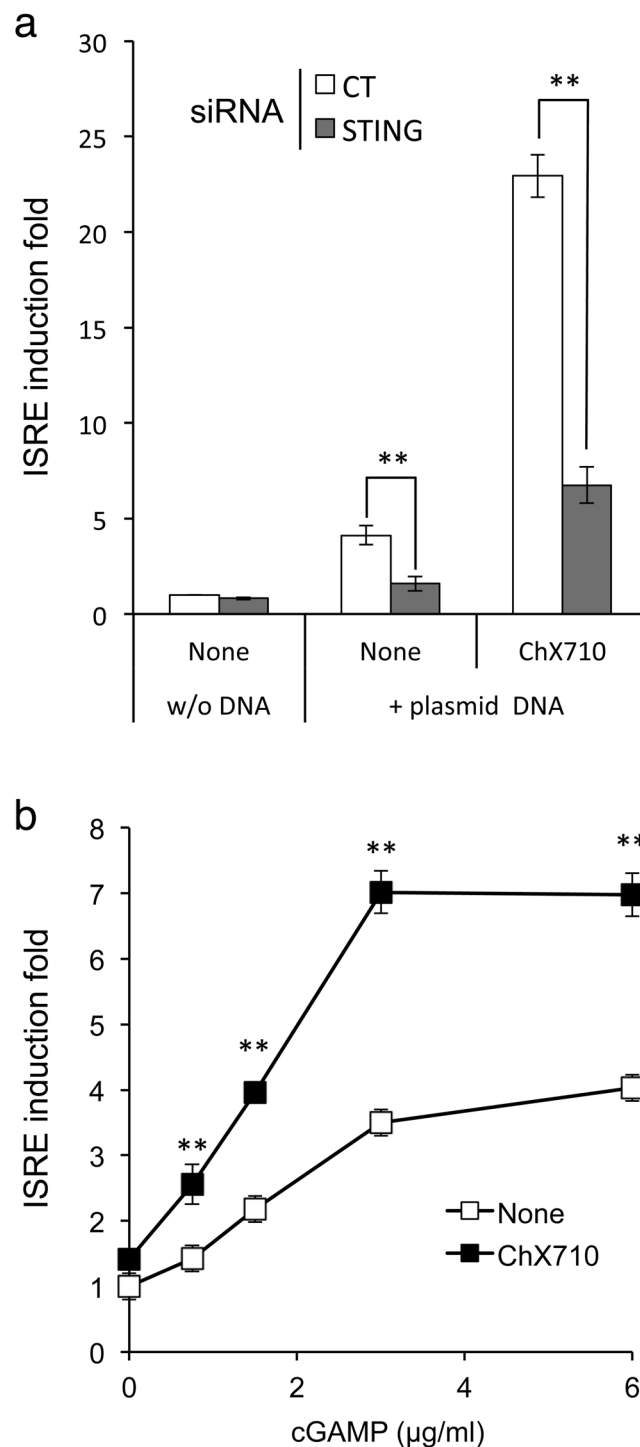 a
ISRE induction fold
30
25
20
15
10
5
0
siRNA
CT
STING
**
**
None
None
ChX710
w/o DNA
+ plasmid DNA
b
ISRE induction fold
8
7
6
5
4
3
2
1
0
**
**
**
**
None
ChX710
0
2
4
6
cGAMP (μg/ml)